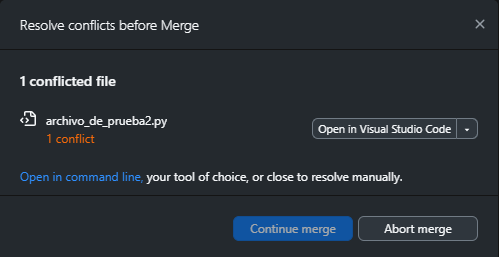 Resolve conflicts before Merge
1 conflicted file
archivo_de_prueba2.py
1 conflict
Open in Visual Studio Code
Open in command line, your tool of choice, or close to resolve manually.
Continue merge
Abort merge